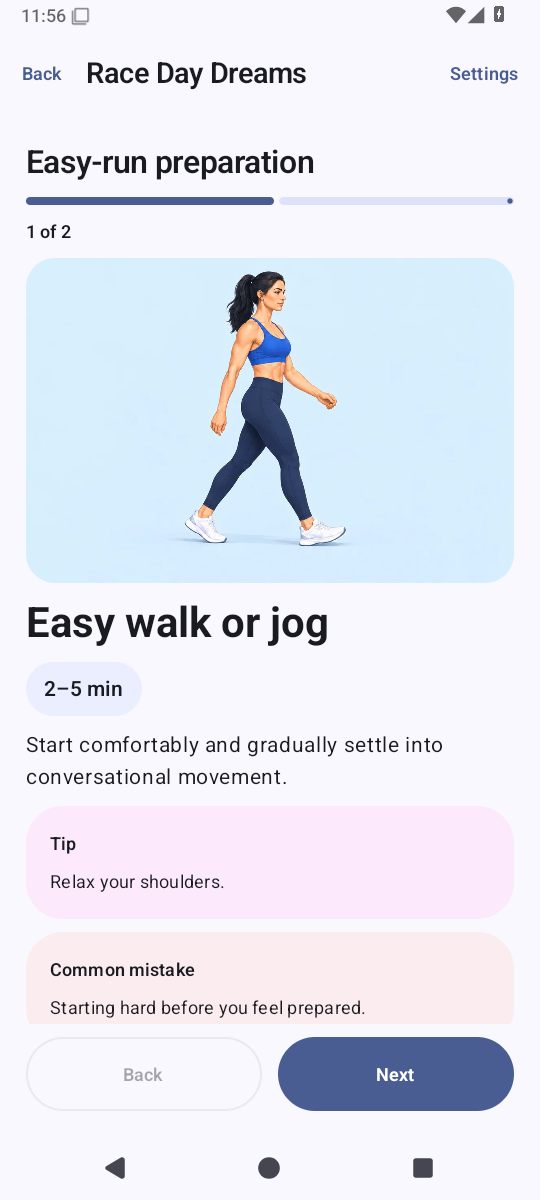 11:56
Back Race Day Dreams Settings
Easy-run preparation
1 of 2
Easy walk or jog
2–5 min
Start comfortably and gradually settle into
conversational movement.
Tip
Relax your shoulders.
Common mistake
Starting hard before you feel prepared.
Back Next